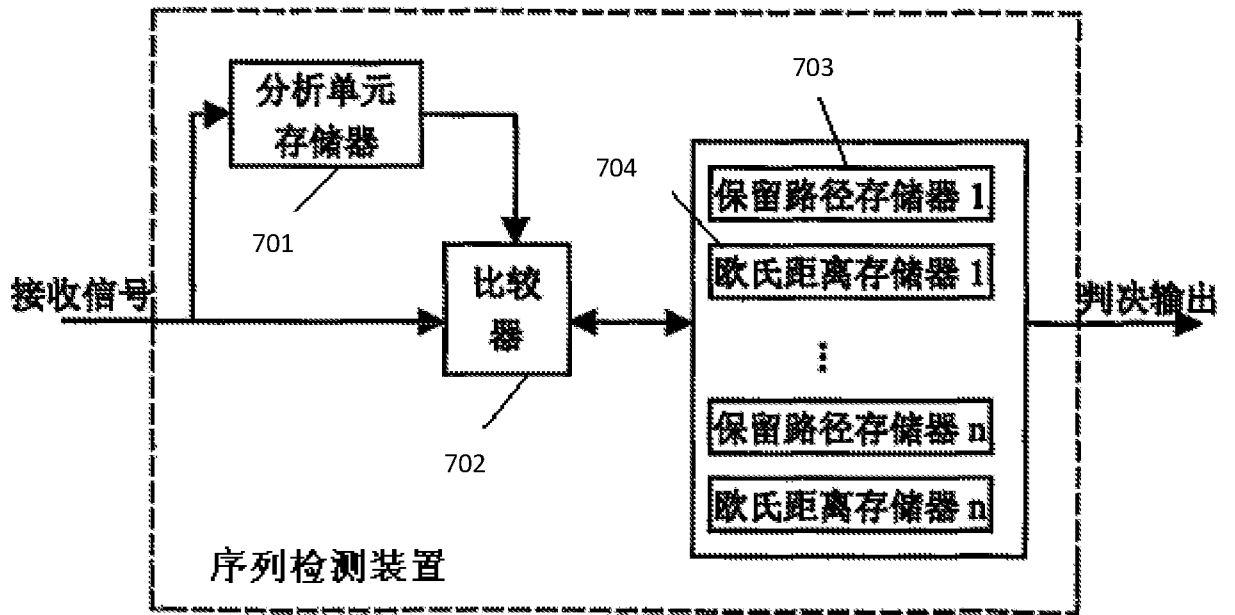 703
分析单元
存储器
保留路径存储器 1
704
701
欧氏距离存储器 1
接收信号
比较
器
判决输出
保留路径存储器 n
702
欧氏距离存储器 n
序列检测装置